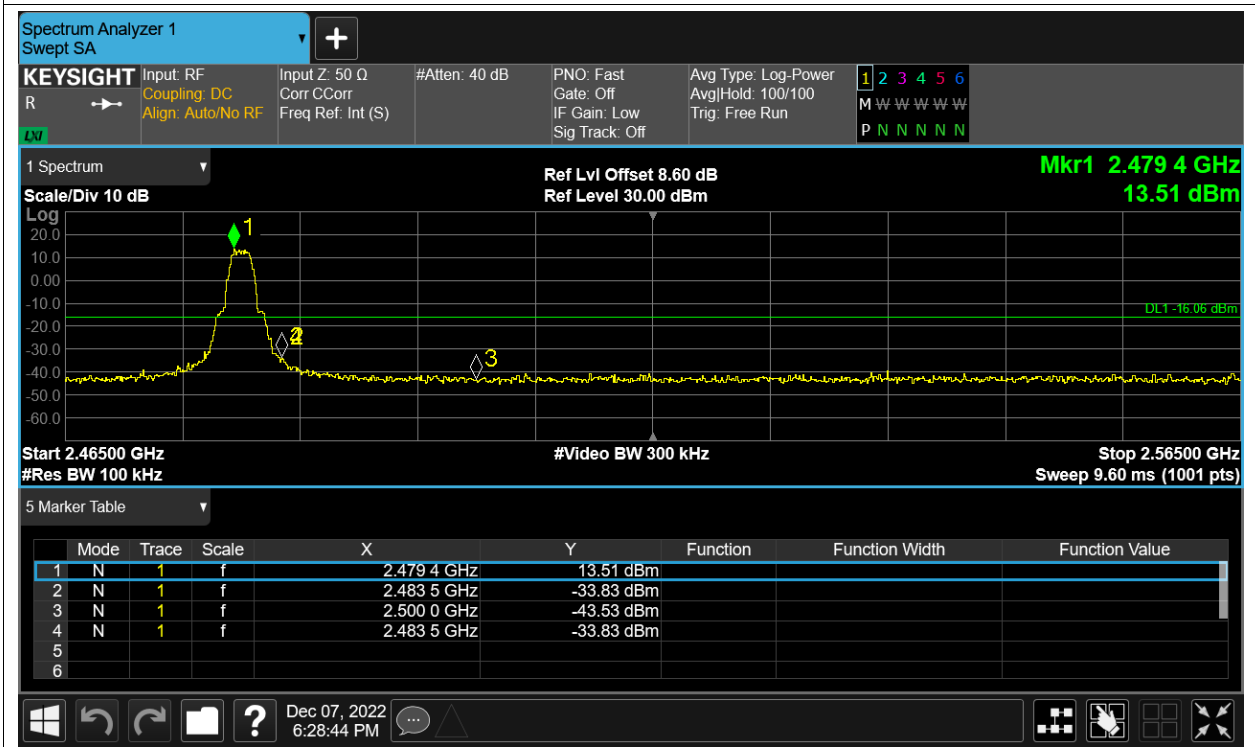 Spectrum Analyzer 1
Swept SA
KEYSIGHT Input: RF Input Z: 50 Ω #Atten: 40 dB PNO: Fast Avg Type: Log-Power 1 2 3 4 5 6
R Coupling: DC Corr CCorr Gate: Off Avg|Hold: 100/100 M W W W W W
Align: Auto/No RF Freq Ref: Int (S) IF Gain: Low Trig: Free Run
LXI Sig Track: Off P N N N N N
1 Spectrum Ref Lvl Offset 8.60 dB Mkr1 2.479 4 GHz
Scale/Div 10 dB Ref Level 30.00 dBm 13.51 dBm
Log
1
20.0
10.0
0.00
-10.0
DL1 -16.06 dBm
-20.0
2
-30.0
3
-40.0
-50.0
-60.0
Start 2.46500 GHz #Video BW 300 kHz Stop 2.56500 GHz
#Res BW 100 kHz Sweep 9.60 ms (1001 pts)
5 Marker Table
Mode Trace Scale X Y Function Function Width Function Value
1 N 1 f 2.479 4 GHz 13.51 dBm
2 N 1 f 2.483 5 GHz -33.83 dBm
3 N 1 f 2.500 0 GHz -43.53 dBm
4 N 1 f 2.483 5 GHz -33.83 dBm
5
6
? Dec 07, 2022
6:28:44 PM